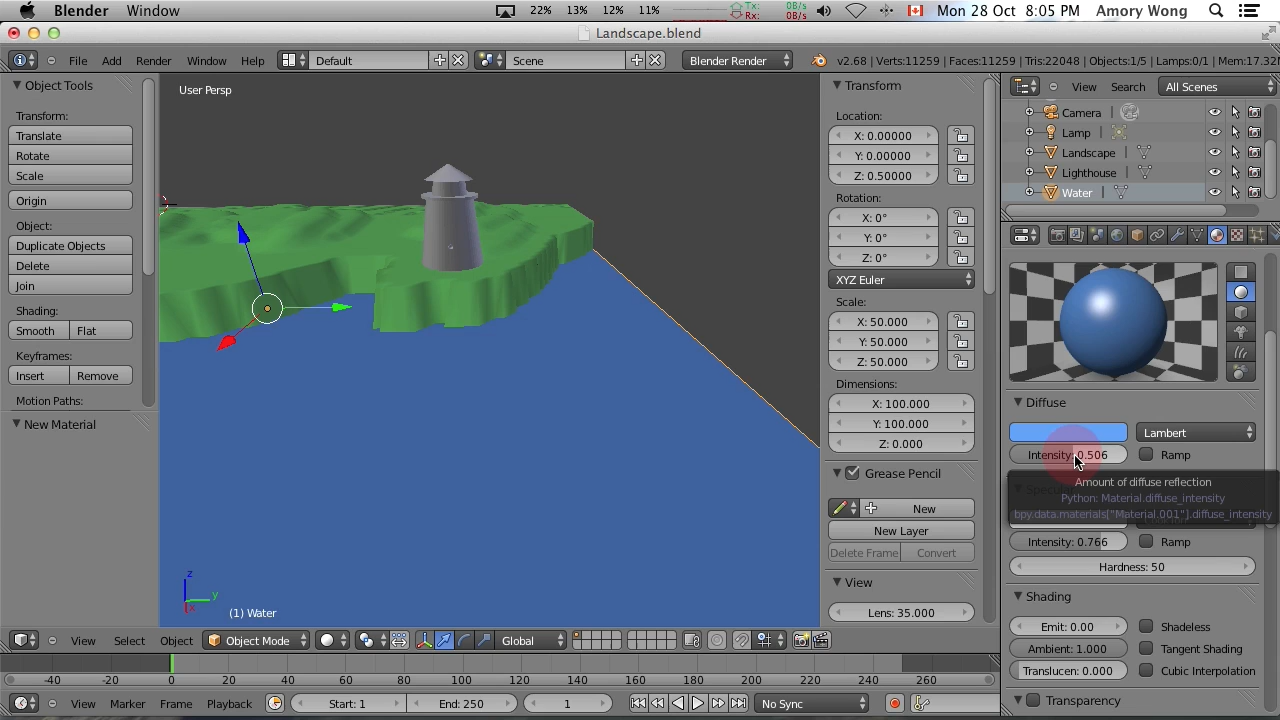 Blender Window 22% 13% 12% 11% Tx: 0B/s Rx: 0B/s Mon 28 Oct 8:05 PM Amory Wong
Landscape.blend
File Add Render Window Help Default Scene Blender Render v2.68 | Verts:11259 | Faces:11259 | Tris:22048 | Objects:1/5 | Lamps:0/1 | Mem:17.32
Object Tools
Transform:
Translate
Rotate
Scale
Origin
Object:
Duplicate Objects
Delete
Join
Shading:
Smooth Flat
Keyframes:
Insert Remove
Motion Paths:
New Material
User Persp
z
y
x
(1) Water
Transform
Location:
X: 0.00000
Y: 0.00000
Z: 0.50000
Rotation:
X: 0°
Y: 0°
Z: 0°
XYZ Euler
Scale:
X: 50.000
Y: 50.000
Z: 50.000
Dimensions:
X: 100.000
Y: 100.000
Z: 0.000
Grease Pencil
New
New Layer
Delete Frame Convert
View
Lens: 35.000
View Search All Scenes
Camera
Lamp
Landscape
Lighthouse
Water
Diffuse
Lambert
Intensity: 0.506 Ramp
Amount of diffuse reflection
Python: Material.diffuse_intensity
bpy.data.materials["Material.001"].diffuse_intensity
Intensity: 0.766 Ramp
Hardness: 50
Shading
Emit: 0.00 Shadeless
Ambient: 1.000 Tangent Shading
Translucen: 0.000 Cubic Interpolation
Transparency
View Select Object Object Mode Global
-40 -20 0 20 40 60 80 100 120 140 160 180 200 220 240 260
View Marker Frame Playback Start: 1 End: 250 1 No Sync